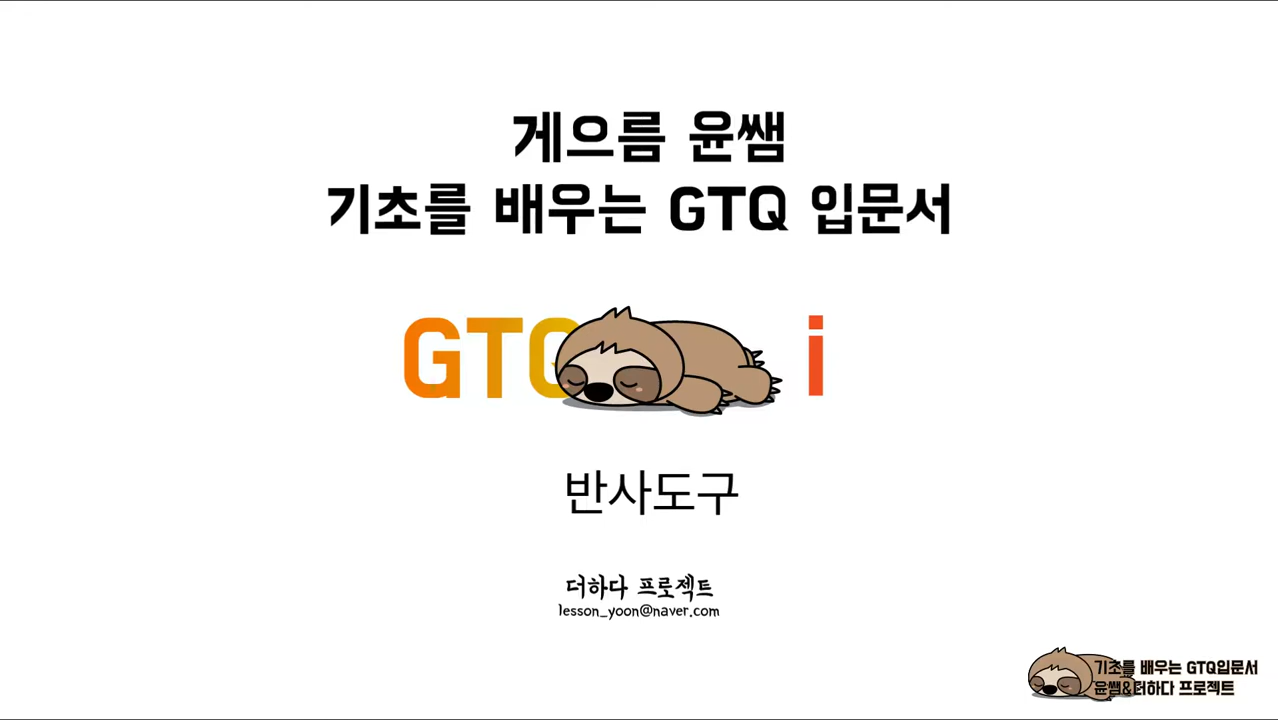 게으름 윤쌤
기초를 배우는 GTQ 입문서
GTQ i
반사도구
더하다 프로젝트
lesson_yoon@naver.com
기초를 배우는 GTQ입문서
윤쌤&더하다 프로젝트